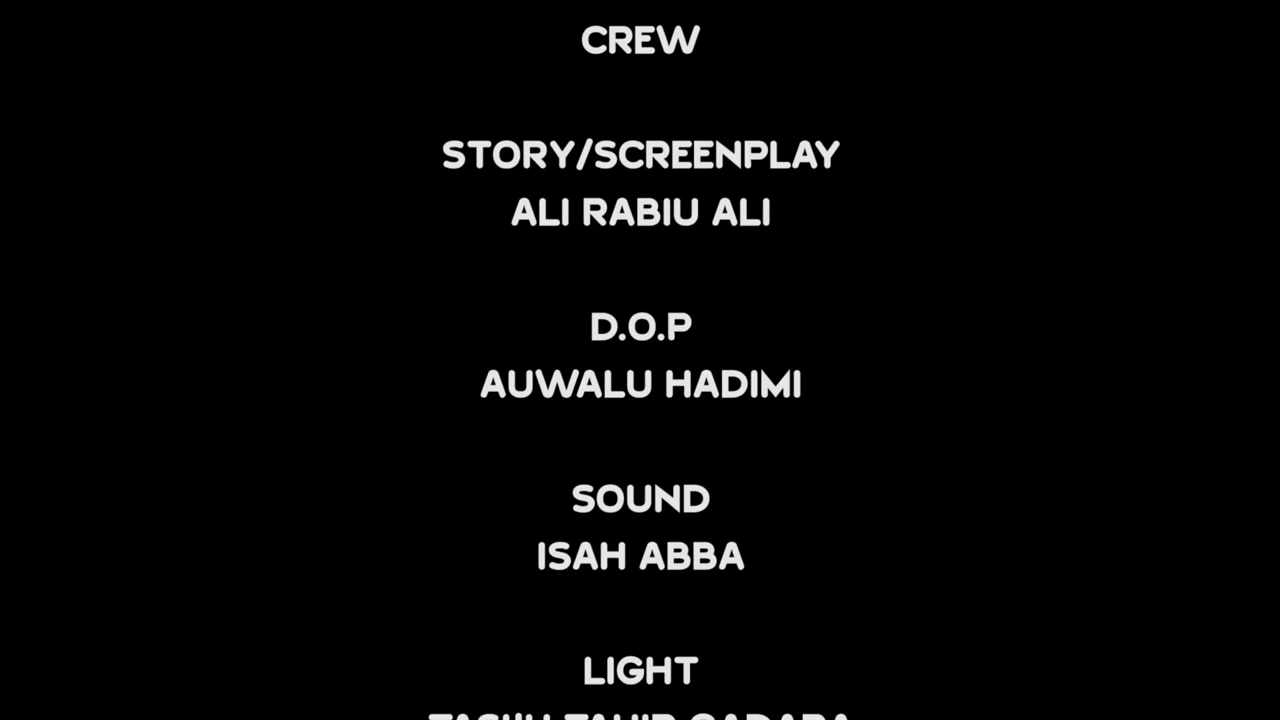 CREW
STORY/SCREENPLAY
ALI RABIU ALI
D.O.P
AUWALU HADIMI
SOUND
ISAH ABBA
LIGHT